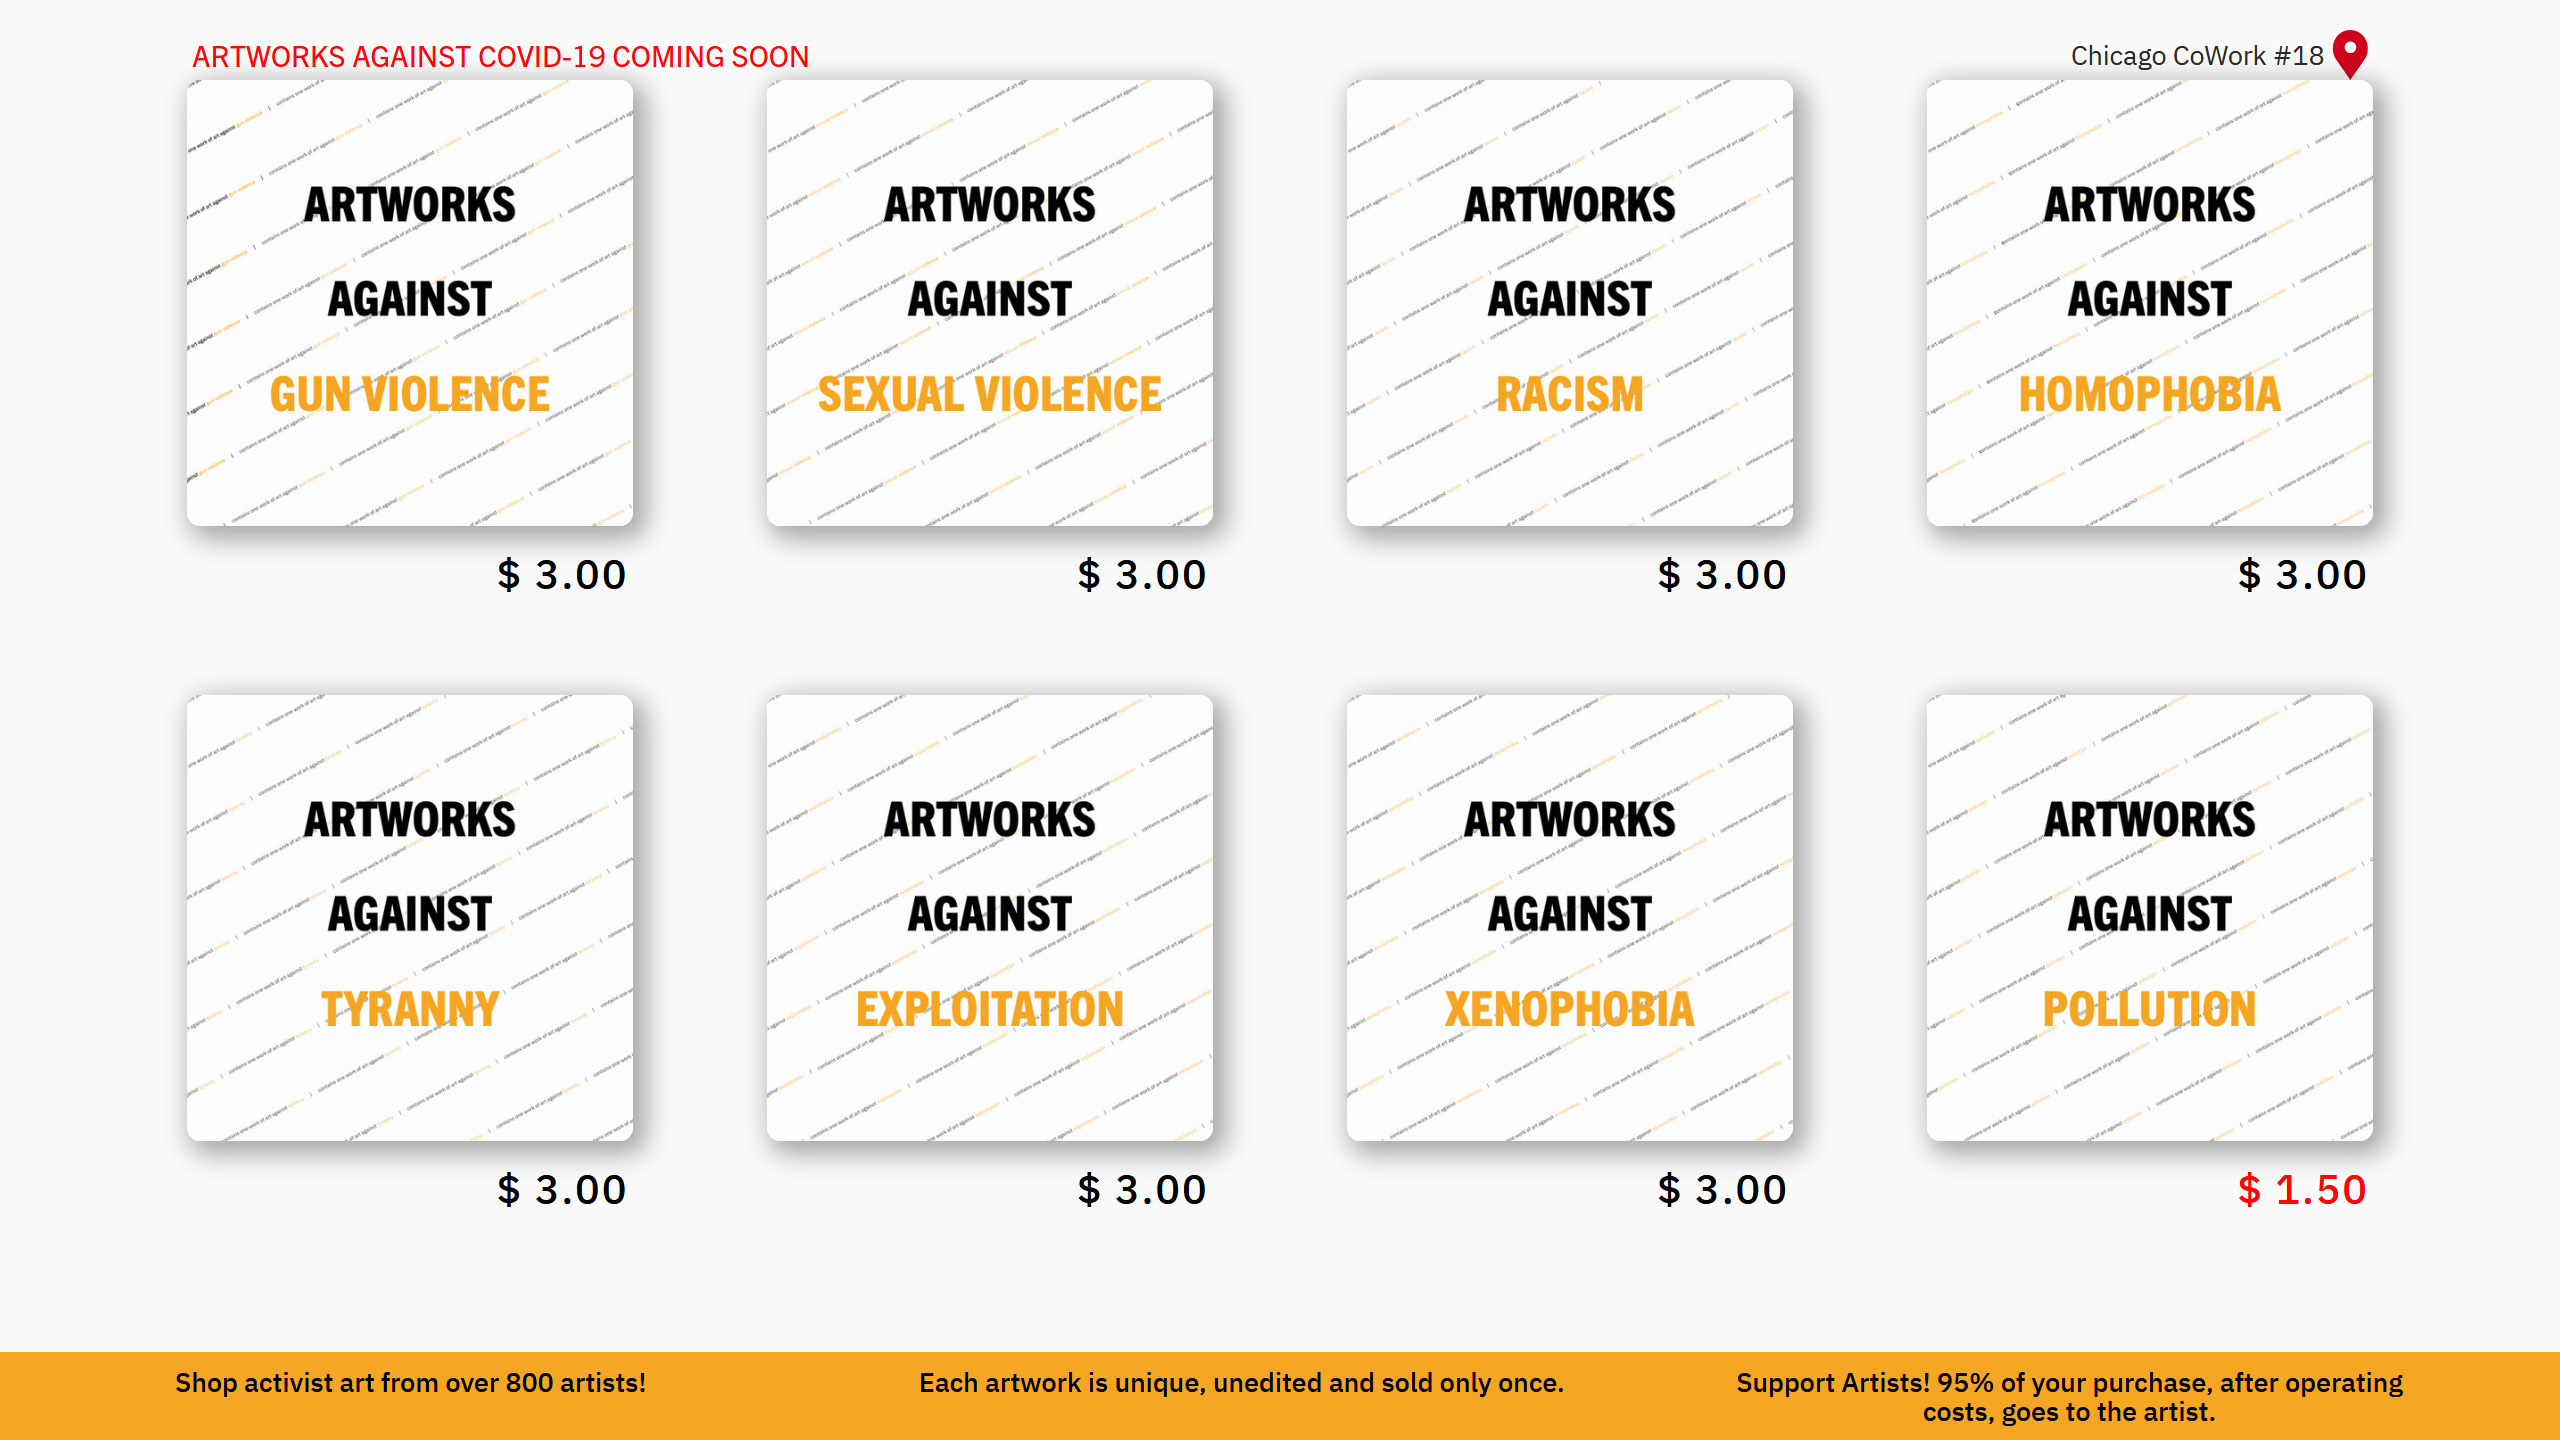 ARTWORKS AGAINST COVID-19 COMING SOON
Chicago CoWork #18
ARTWORKS
AGAINST
GUN VIOLENCE
$ 3.00
ARTWORKS
AGAINST
SEXUAL VIOLENCE
$ 3.00
ARTWORKS
AGAINST
RACISM
$ 3.00
ARTWORKS
AGAINST
HOMOPHOBIA
$ 3.00
ARTWORKS
AGAINST
TYRANNY
$ 3.00
ARTWORKS
AGAINST
EXPLOITATION
$ 3.00
ARTWORKS
AGAINST
XENOPHOBIA
$ 3.00
ARTWORKS
AGAINST
POLLUTION
$ 1.50
Shop activist art from over 800 artists!
Each artwork is unique, unedited and sold only once.
Support Artists! 95% of your purchase, after operating
costs, goes to the artist.